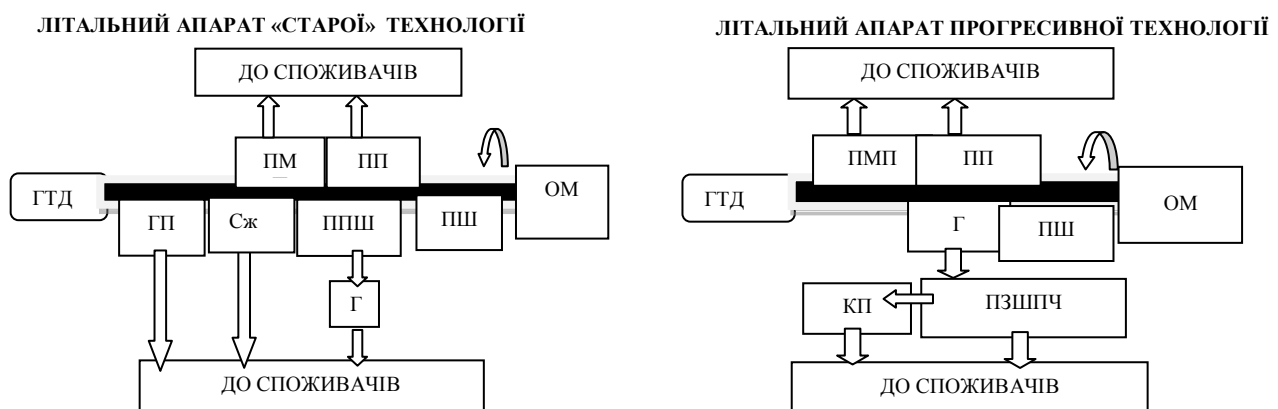 ЛІТАЛЬНИЙ АПАРАТ «СТАРОЇ» ТЕХНОЛОГІЇ
ДО СПОЖИВАЧІВ
ПМ
ПП
ГТД
ОМ
ГП
Сж
ППШ
ПШ
Г
ДО СПОЖИВАЧІВ
ЛІТАЛЬНИЙ АПАРАТ ПРОГРЕСИВНОЇ ТЕХНОЛОГІЇ
ДО СПОЖИВАЧІВ
ПМП
ПП
ГТД
ОМ
Г
ПШ
КП
ПЗШПЧ
ДО СПОЖИВАЧІВ